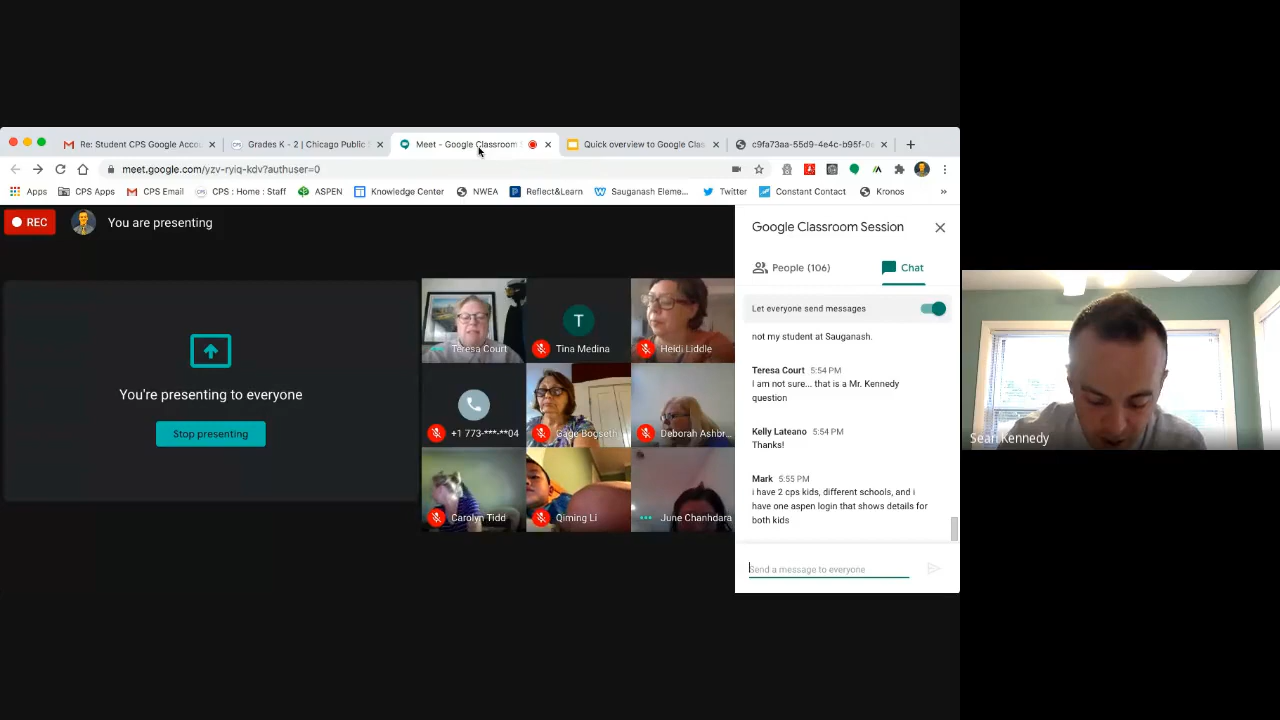 Re: Student CPS Google Accou
Grades K - 2 | Chicago Public
Meet - Google Classroom
Quick overview to Google Clas
c9fa73aa-55d9-4e4c-b95f-0
meet.google.com/yzv-ryiq-kdv?authuser=0
Apps
CPS Apps
CPS Email
CPS : Home : Staff
ASPEN
Knowledge Center
NWEA
Reflect&Learn
Sauganash Eleme...
Twitter
Constant Contact
Kronos
»
REC
You are presenting
Google Classroom Session
People (106)
Chat
Let everyone send messages
not my student at Sauganash.
Teresa Court 5:54 PM
I am not sure... that is a Mr. Kennedy
question
Kelly Lateano 5:54 PM
Thanks!
Mark 5:55 PM
i have 2 cps kids, different schools, and i
have one aspen login that shows details for
both kids
Send a message to everyone
You're presenting to everyone
Stop presenting
Teresa Court
T
Tina Medina
Heidi Liddle
+1 773-***-**04
Gage Bogseth
Deborah Ashbr...
Carolyn Tidd
Qiming Li
June Chanhdara
Sean Kennedy